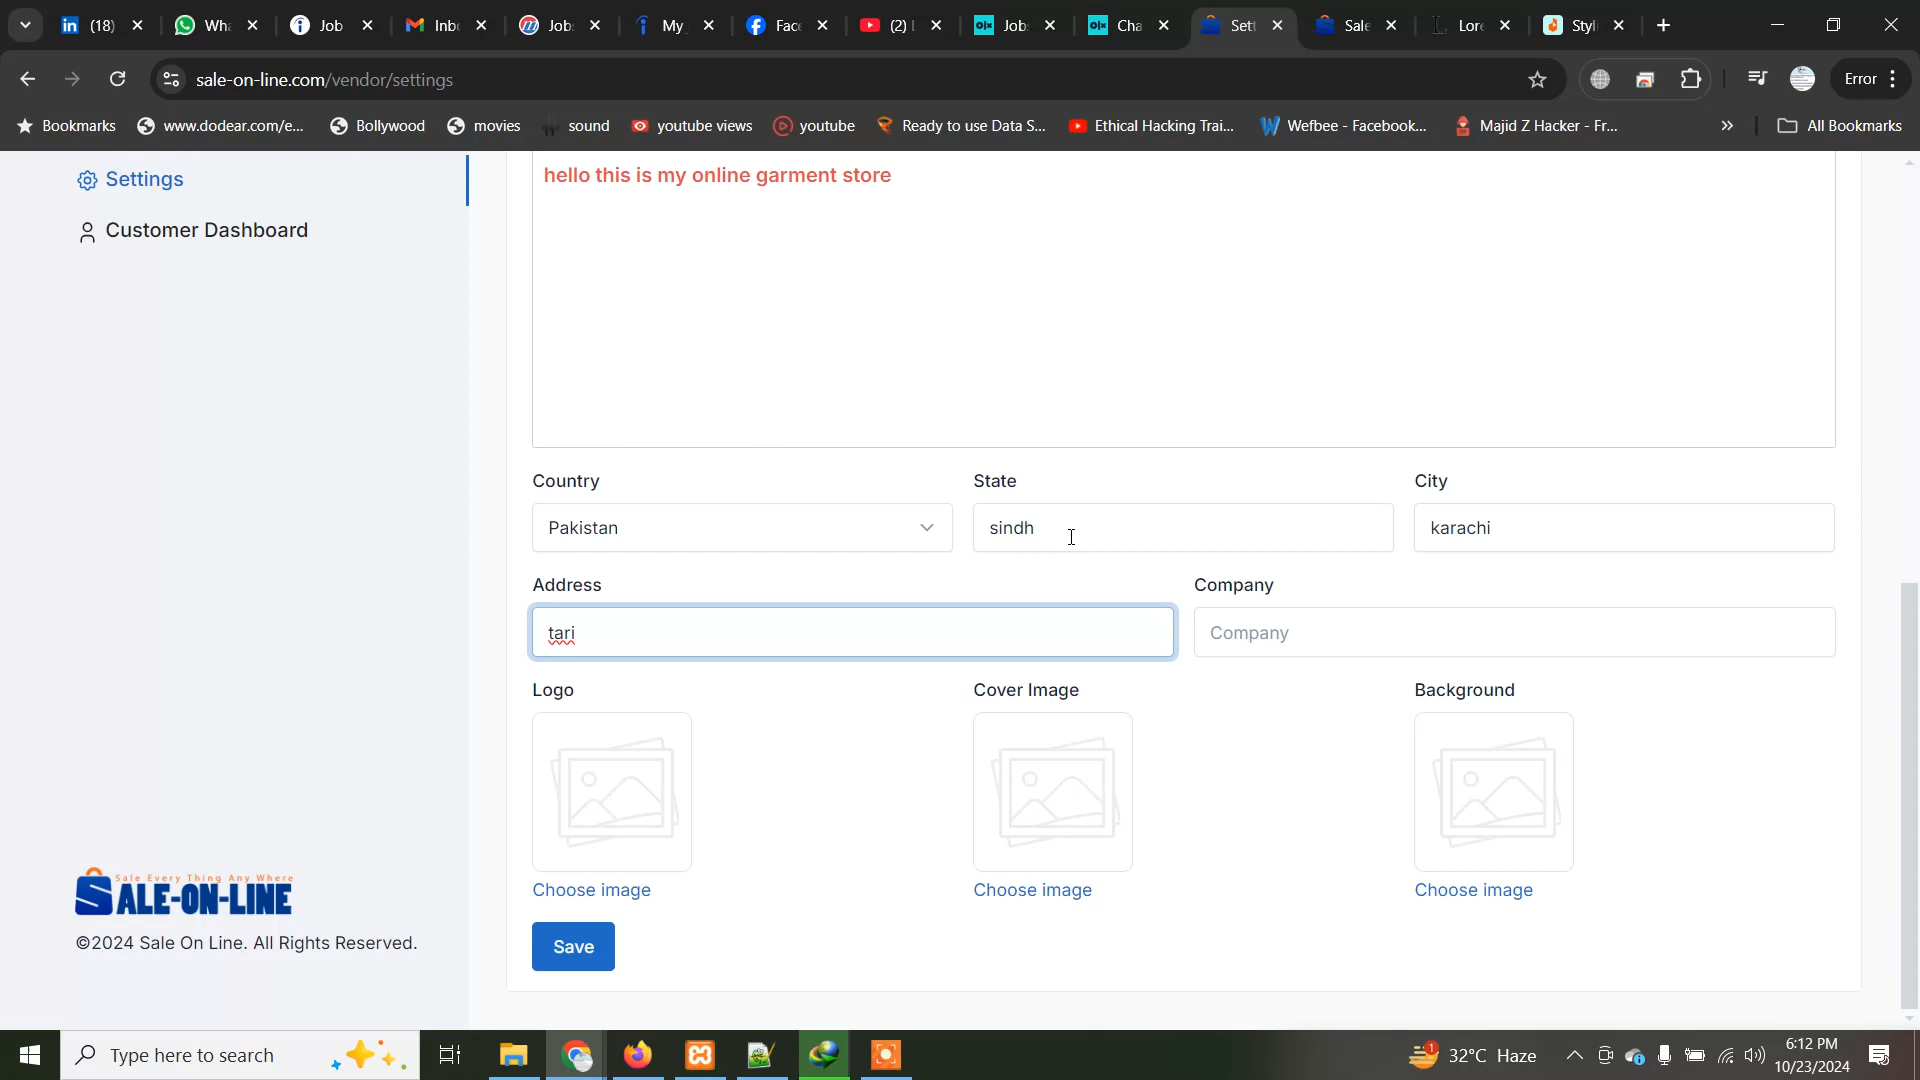 (18)
Wha
Job
Inb
Job
My
Face
(2) L
Job
Cha
Sett
Sale
Lore
Styli
sale-on-line.com/vendor/settings
Error
Bookmarks
www.dodear.com/e...
Bollywood
movies
sound
youtube views
youtube
Ready to use Data S...
Ethical Hacking Trai...
Wefbee - Facebook...
Majid Z Hacker - Fr...
All Bookmarks
Settings
Customer Dashboard
hello this is my online garment store
Country
State
City
Pakistan
sindh
karachi
Address
Company
tari
Company
Logo
Cover Image
Background
Choose image
Choose image
Choose image
Save
Sale Every Thing Any Where
SALE-ON-LINE
©2024 Sale On Line. All Rights Reserved.
Type here to search
32°C Haze
6:12 PM
10/23/2024